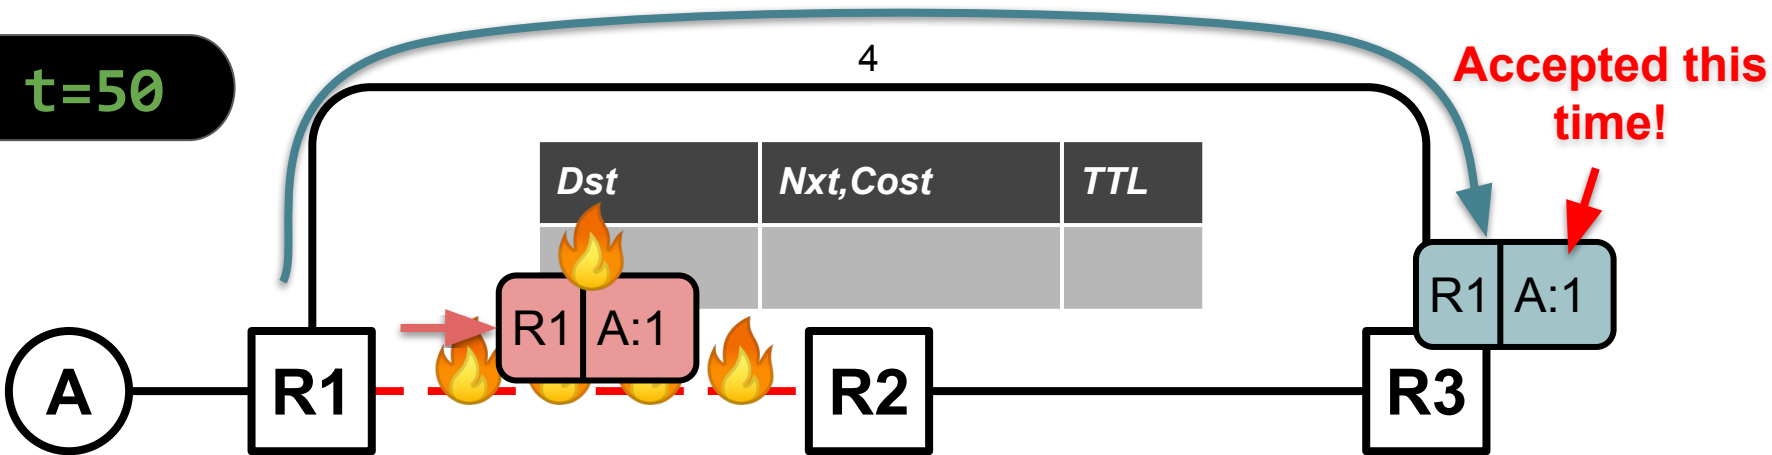 4
t=50
Accepted this
time!
Dst Nxt,Cost TTL
R1 A:1
R1 A:1
A R1 R2 R3